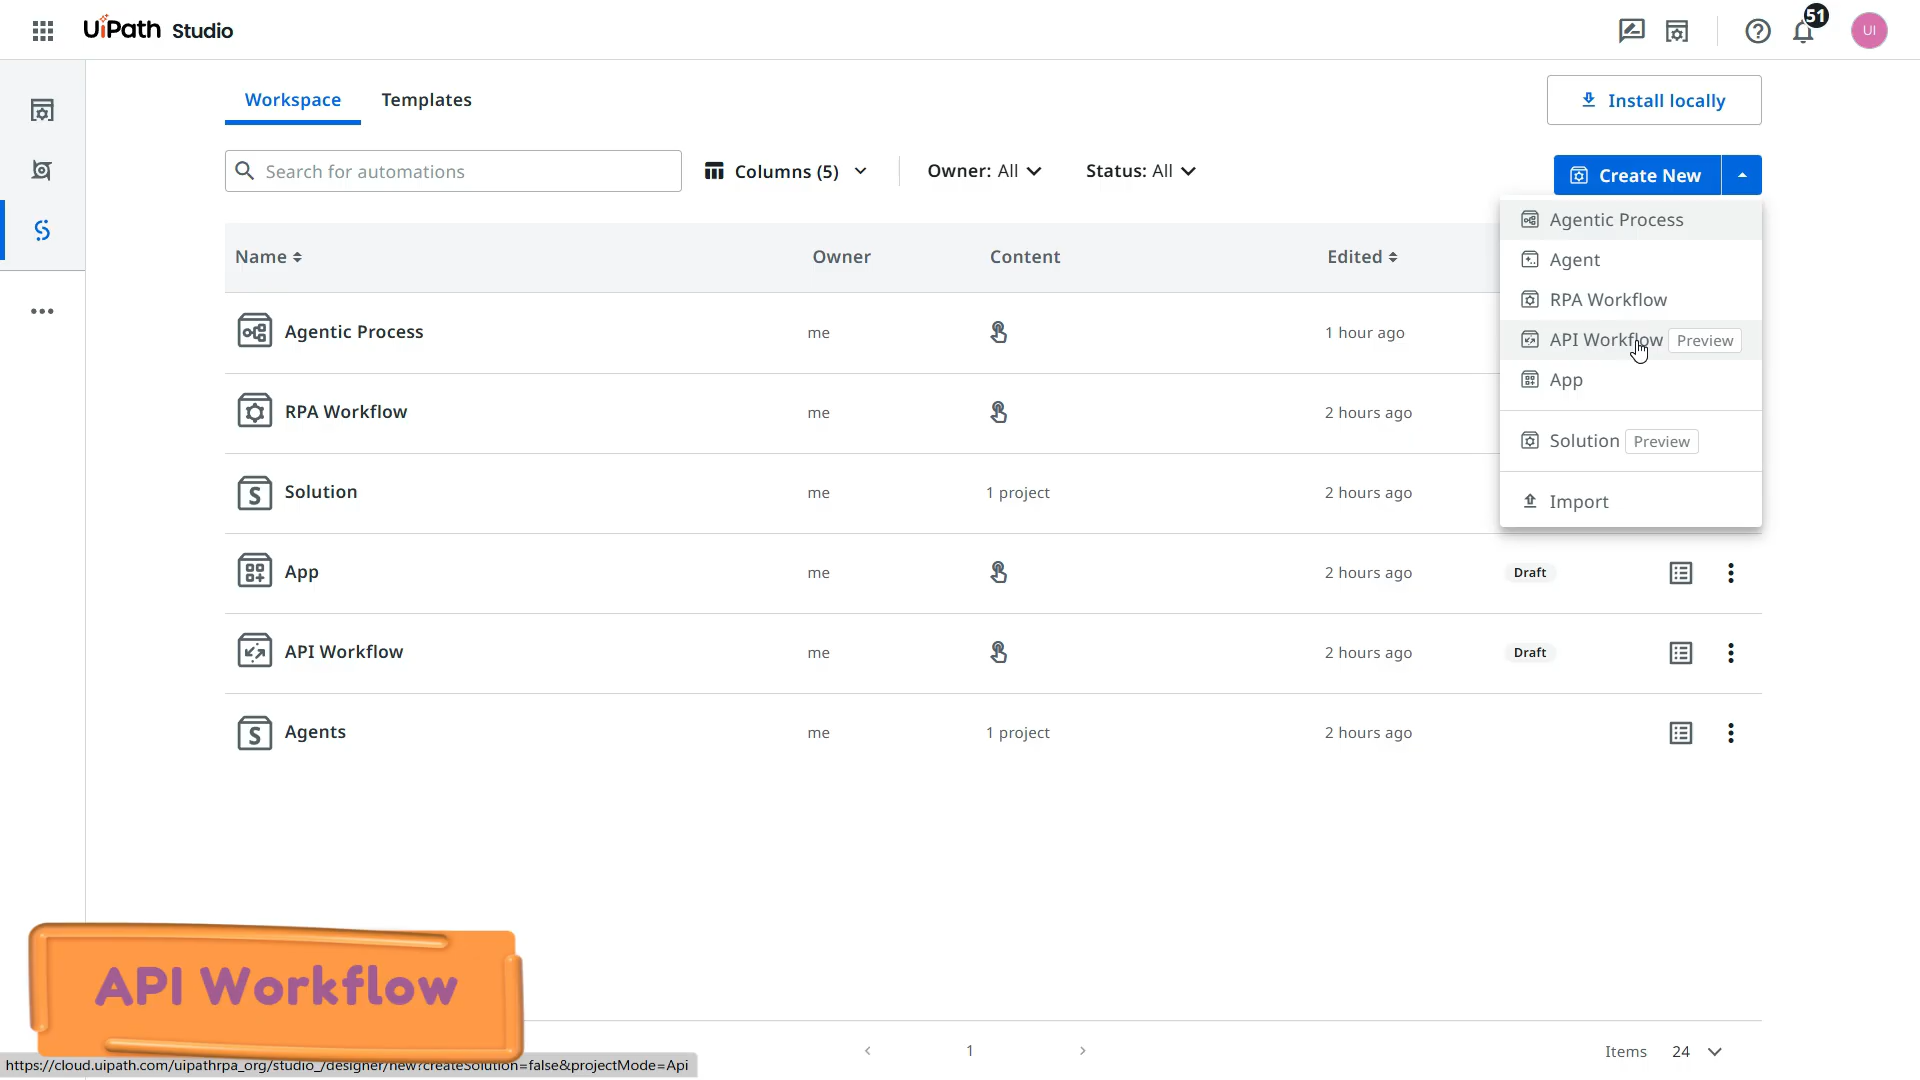 UiPath Studio
51
UI
Workspace
Templates
Install locally
Search for automations
Columns (5)
Owner: All
Status: All
Create New
Name
Owner
Content
Edited
Agentic Process
Agent
RPA Workflow
API Workflow Preview
App
Solution Preview
Import
Agentic Process
me
1 hour ago
RPA Workflow
me
2 hours ago
Solution
me
1 project
2 hours ago
App
me
2 hours ago
Draft
API Workflow
me
2 hours ago
Draft
Agents
me
1 project
2 hours ago
API Workflow
1
Items 24
https://cloud.uipath.com/uipathrpa_org/studio_/designer/new?createSolution=false&projectMode=Api